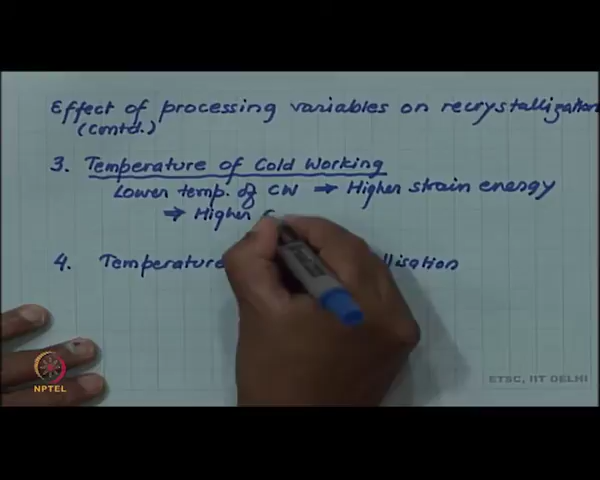 Effect of processing variables on recrystallization
(contd.)
3. Temperature of Cold Working
Lower temp. of CW ⇒ Higher strain energy
⇒ Higher
4. Temperature
NPTEL
ETSC, IIT DELHI